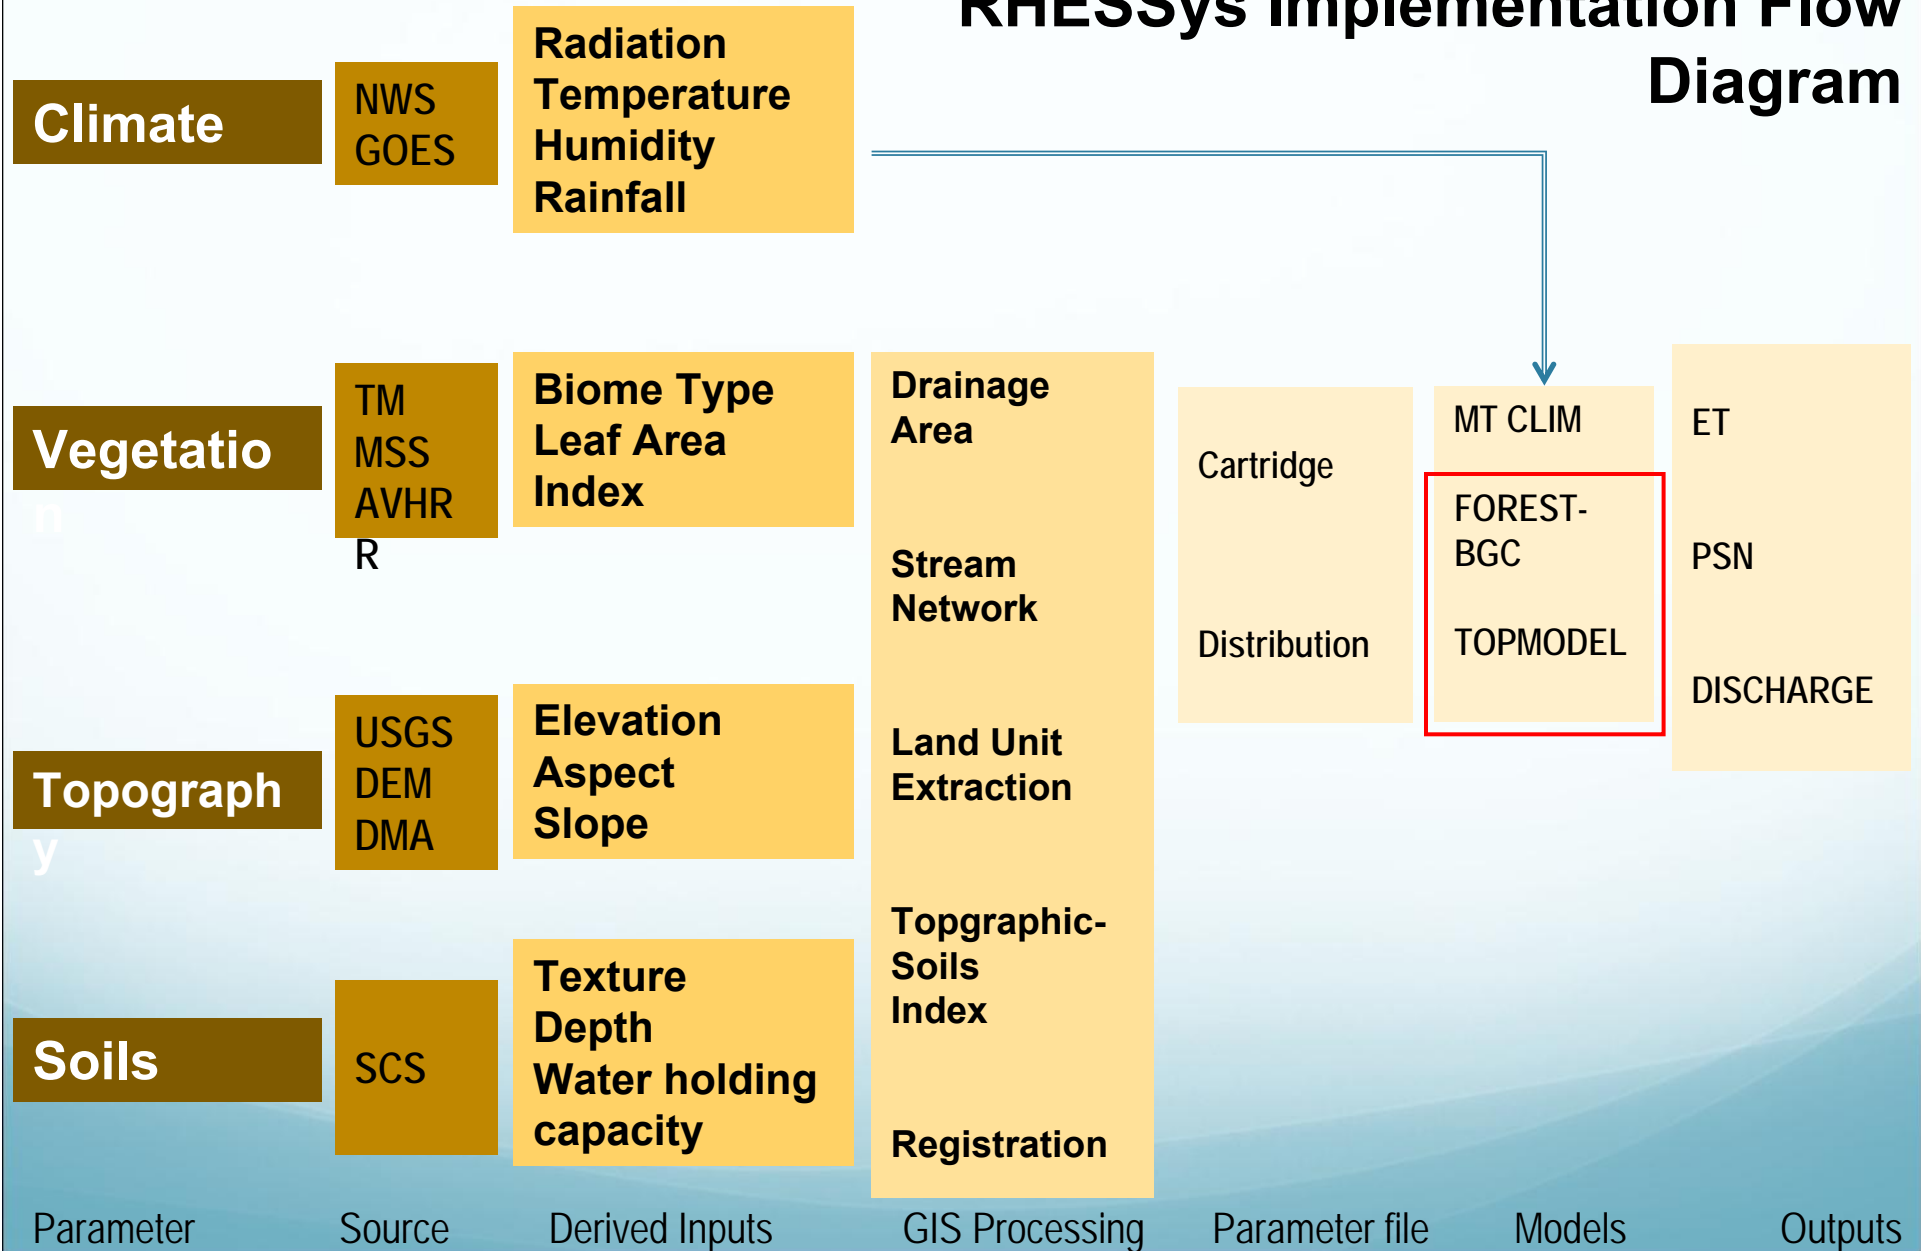 RHESSys Implementation Flow
Diagram
Climate
NWS
GOES
Radiation
Temperature
Humidity
Rainfall
Vegetatio
n
TM
MSS
AVHR
R
Biome Type
Leaf Area
Index
Topograph
y
USGS
DEM
DMA
Elevation
Aspect
Slope
Soils
SCS
Texture
Depth
Water holding
capacity
Drainage
Area
Stream
Network
Land Unit
Extraction
Topgraphic-
Soils
Index
Registration
Cartridge
Distribution
MT CLIM
FOREST-
BGC
TOPMODEL
ET
PSN
DISCHARGE
Parameter
Source
Derived Inputs
GIS Processing
Parameter file
Models
Outputs